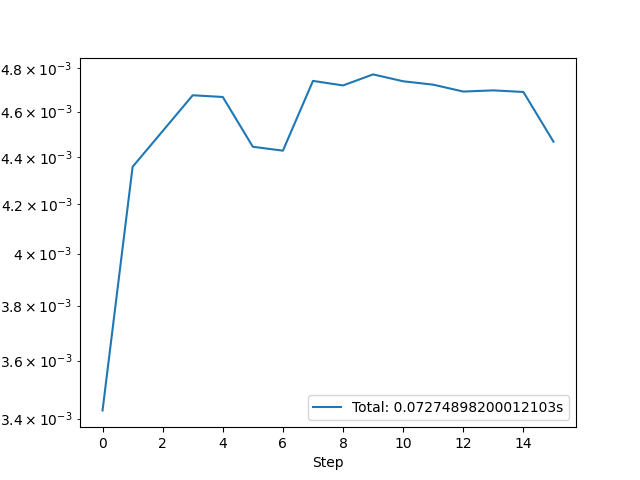 4.8 × 10⁻³
4.6 × 10⁻³
4.4 × 10⁻³
4.2 × 10⁻³
4 × 10⁻³
3.8 × 10⁻³
3.6 × 10⁻³
3.4 × 10⁻³
Total: 0.07274898200012103s
0 2 4 6 8 10 12 14
Step